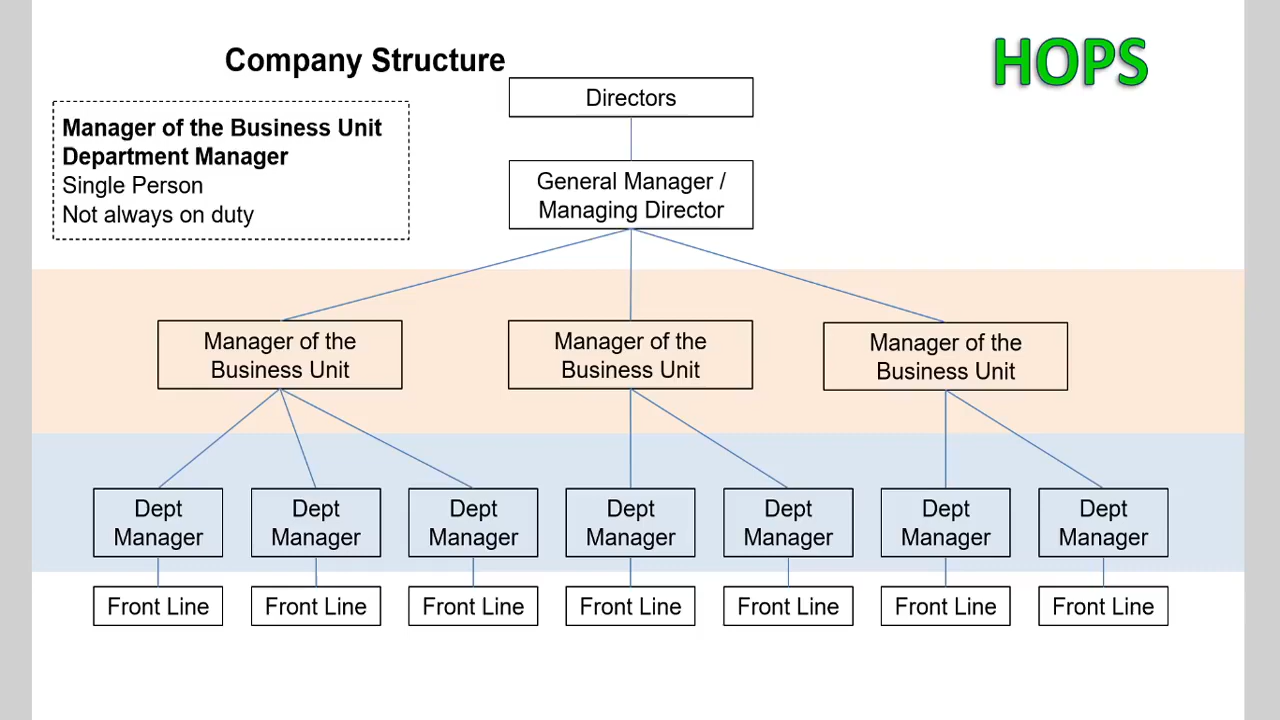 Company Structure
HOPS
Directors
Manager of the Business Unit
Department Manager
Single Person
Not always on duty
General Manager /
Managing Director
Manager of the
Business Unit
Manager of the
Business Unit
Manager of the
Business Unit
Dept
Manager
Dept
Manager
Dept
Manager
Dept
Manager
Dept
Manager
Dept
Manager
Dept
Manager
Front Line
Front Line
Front Line
Front Line
Front Line
Front Line
Front Line